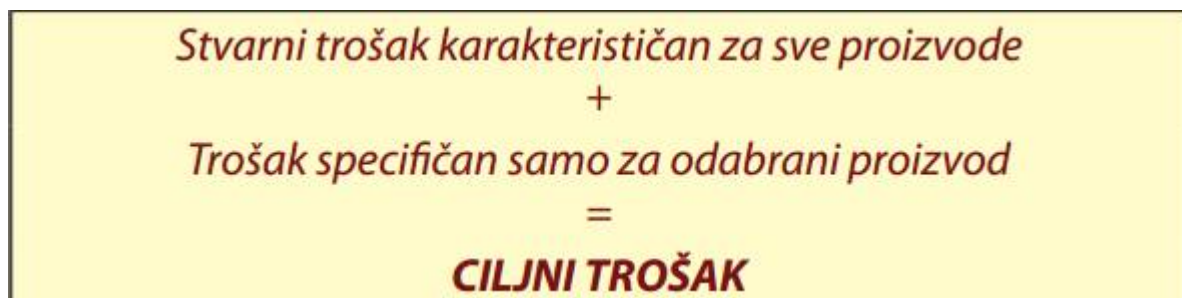 Stvarni trošak karakterističan za sve proizvode
+
Trošak specifičan samo za odabrani proizvod
=
CILJNI TROŠAK